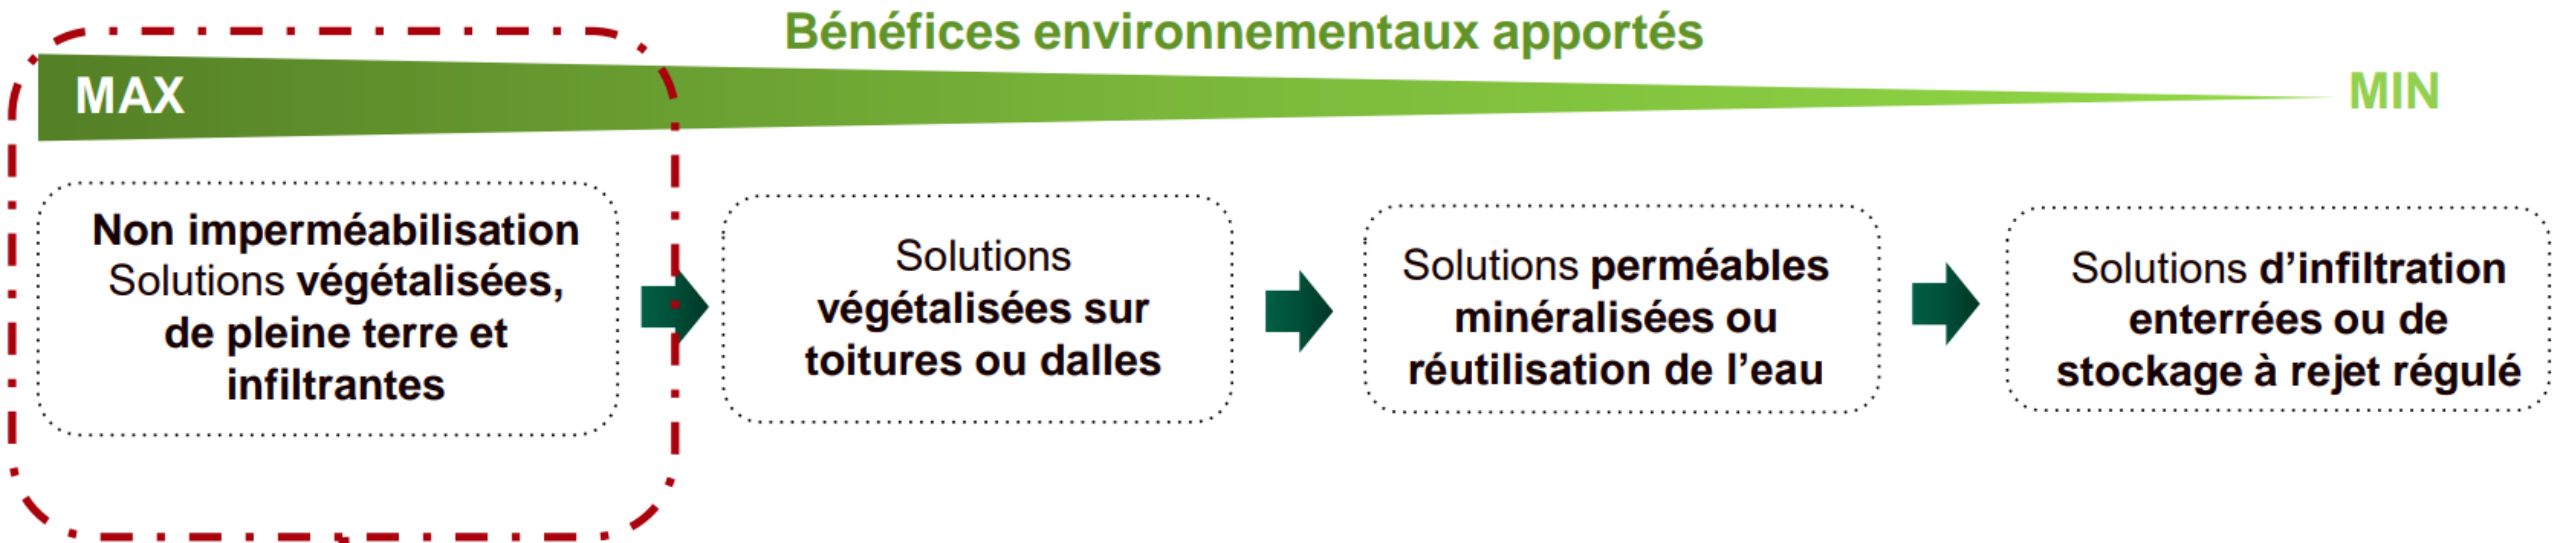 Bénéfices environnementaux apportés
MAX
MIN
Non imperméabilisation
Solutions végétalisées,
de pleine terre et
infiltrantes
Solutions
végétalisées sur
toitures ou dalles
Solutions perméables
minéralisées ou
réutilisation de l’eau
Solutions d’infiltration
enterrées ou de
stockage à rejet régulé